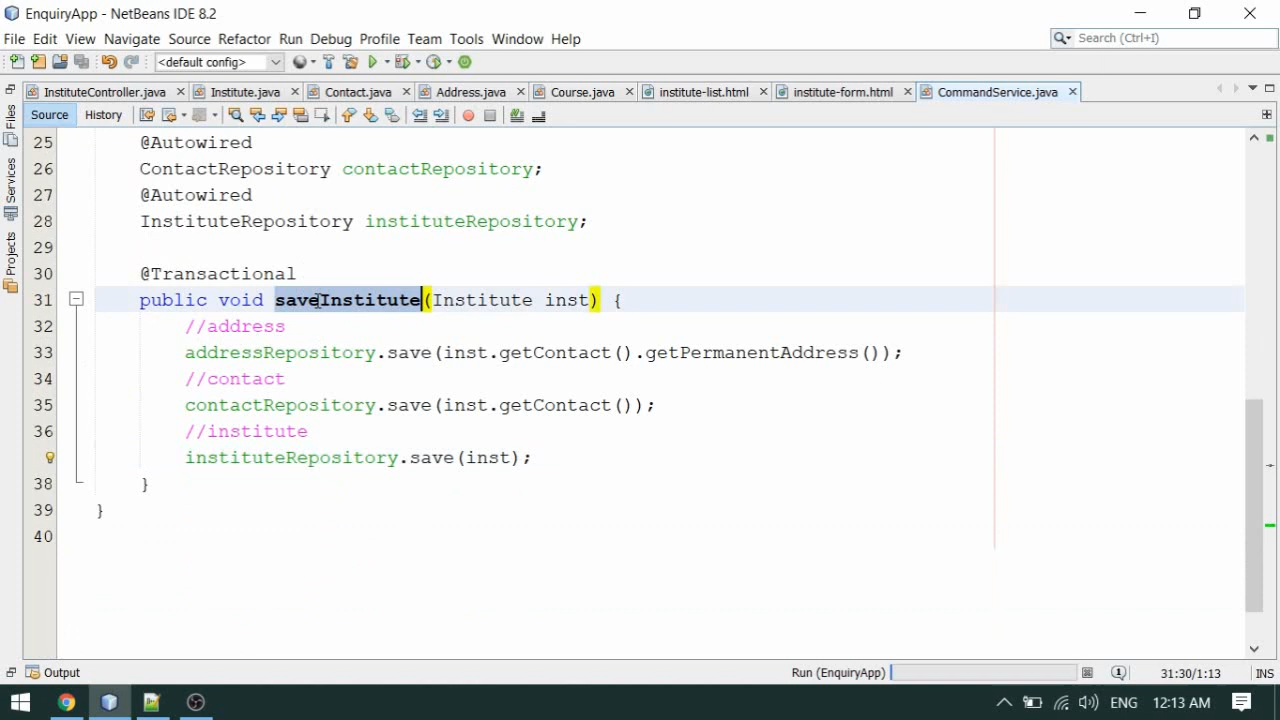 EnquiryApp - NetBeans IDE 8.2
File Edit View Navigate Source Refactor Run Debug Profile Team Tools Window Help
Search (Ctrl+I)
<default config>
InstituteController.java Institute.java Contact.java Address.java Course.java institute-list.html institute-form.html CommandService.java
Source History
Files
Services
Projects
25 @Autowired
26 ContactRepository contactRepository;
27 @Autowired
28 InstituteRepository instituteRepository;
29
30 @Transactional
31 public void saveInstitute(Institute inst) {
32 //address
33 addressRepository.save(inst.getContact().getPermanentAddress());
34 //contact
35 contactRepository.save(inst.getContact());
36 //institute
instituteRepository.save(inst);
38 }
39 }
40
Output
Run (EnquiryApp)
1
31:30/1:13
INS
ENG
12:13 AM